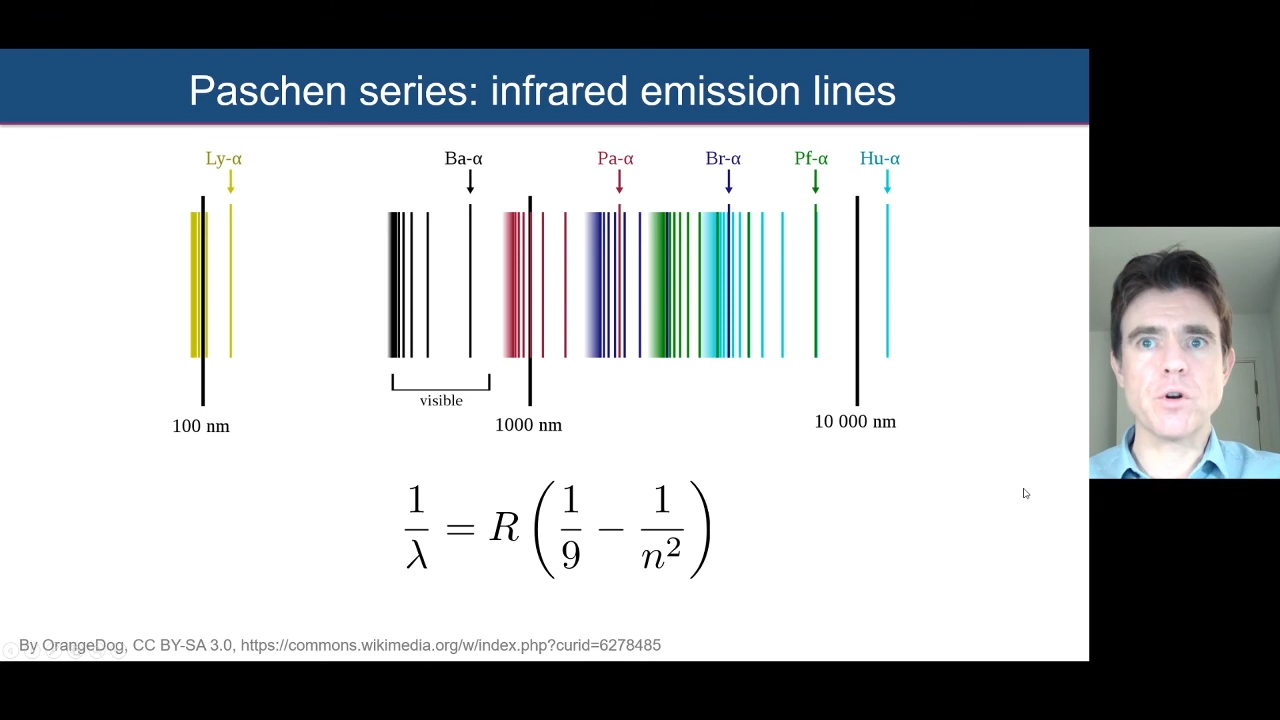 Paschen series: infrared emission lines
Ly-α Ba-α Pa-α Br-α Pf-α Hu-α
visible
100 nm 1000 nm 10 000 nm
1/λ = R(1/9 − 1/n²)
By OrangeDog, CC BY-SA 3.0, https://commons.wikimedia.org/w/index.php?curid=6278485